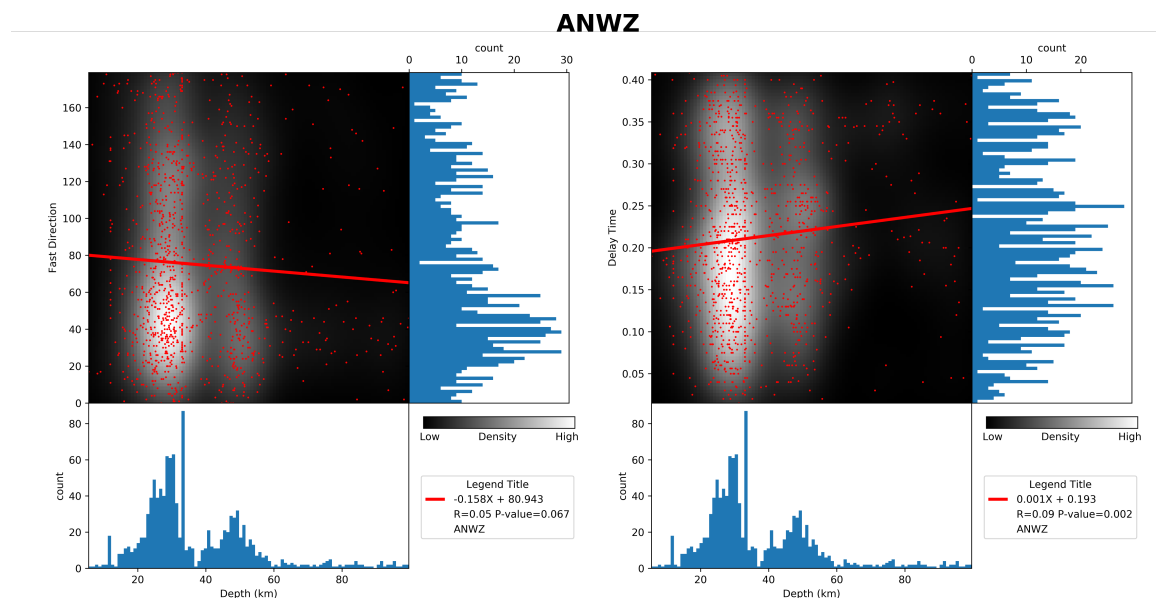 ANWZ
count
0 10 20 30
Fast Direction
160
140
120
100
80
60
40
20
0
count
80
60
40
20
0
20 40 60 80
Depth (km)
Low Density High
Legend Title
-0.158X + 80.943
R=0.05 P-value=0.067
ANWZ
count
0 10 20
Delay Time
0.40
0.35
0.30
0.25
0.20
0.15
0.10
0.05
count
80
60
40
20
0
20 40 60 80
Depth (km)
Low Density High
Legend Title
0.001X + 0.193
R=0.09 P-value=0.002
ANWZ